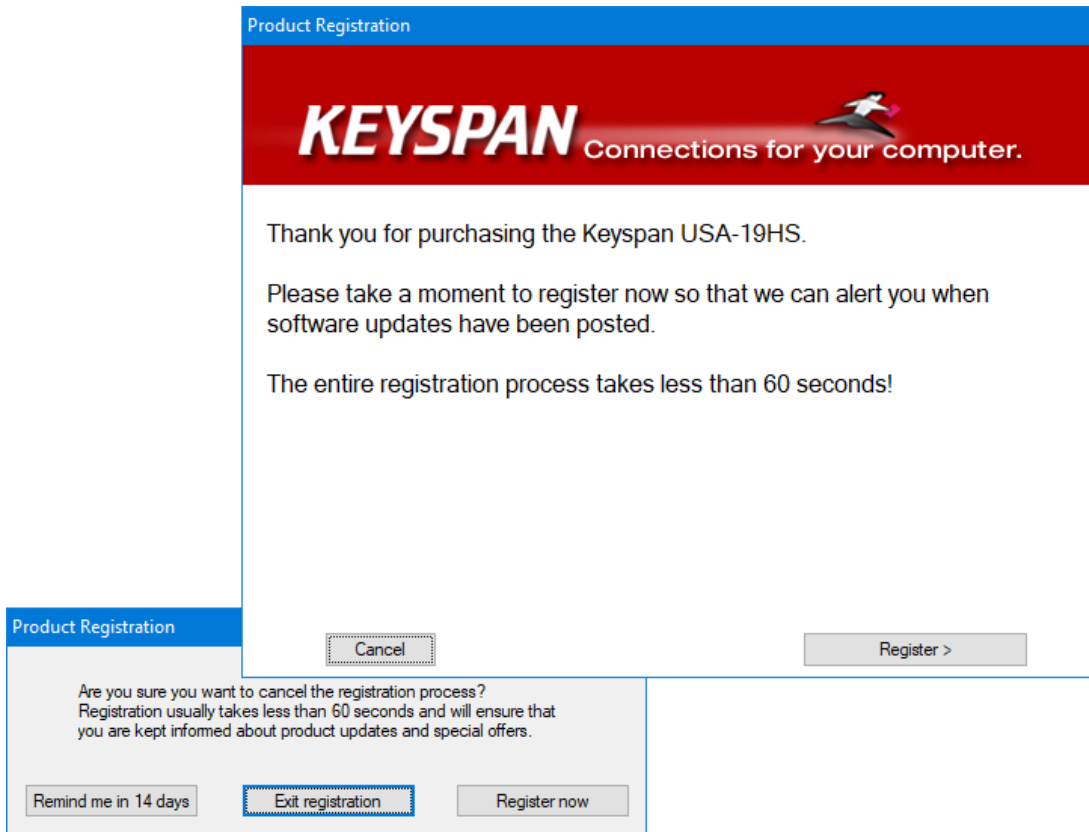 Product Registration
KEYSPAN Connections for your computer.
Thank you for purchasing the Keyspan USA-19HS.
Please take a moment to register now so that we can alert you when
software updates have been posted.
The entire registration process takes less than 60 seconds!
Cancel Register >
Product Registration
Are you sure you want to cancel the registration process?
Registration usually takes less than 60 seconds and will ensure that
you are kept informed about product updates and special offers.
Remind me in 14 days Exit registration Register now